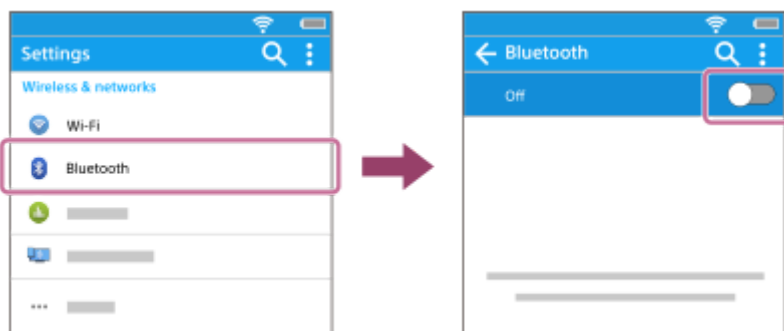 Settings
Wireless & networks
Wi-Fi
Bluetooth
Bluetooth
Off